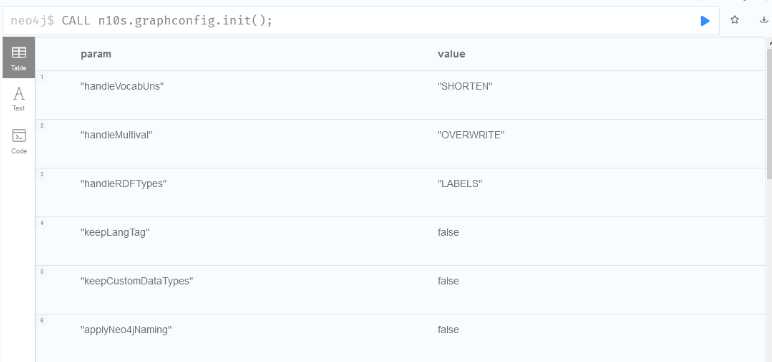 neo4j$ CALL n10s.graphconfig.init();
Table
Text
Code
param value
1
"handleVocabUris" "SHORTEN"
2
"handleMultival" "OVERWRITE"
3
"handleRDFTypes" "LABELS"
4
"keepLangTag" false
5
"keepCustomDataTypes" false
6
"applyNeo4jNaming" false